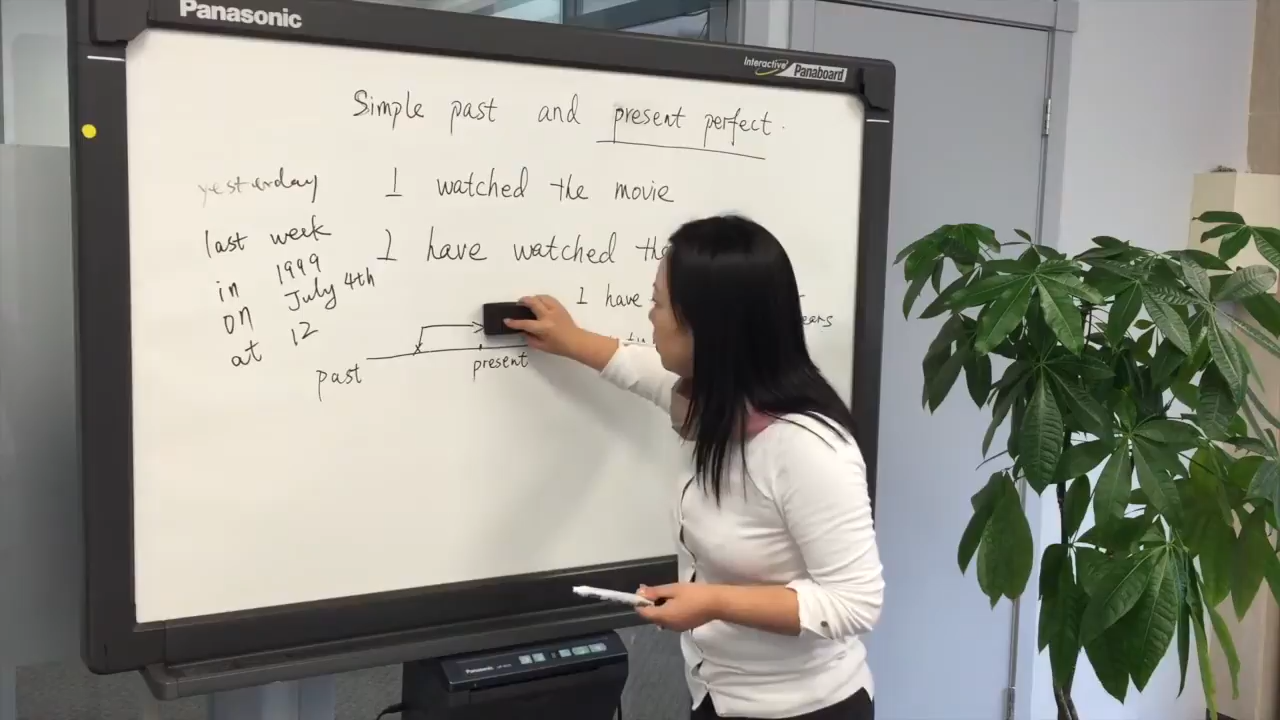 Panasonic
Interactive Panaboard
Simple past and present perfect.
yesterday I watched the movie
last week I have watched the
in 1999
on July 4th I have
at 12
past present
Panasonic